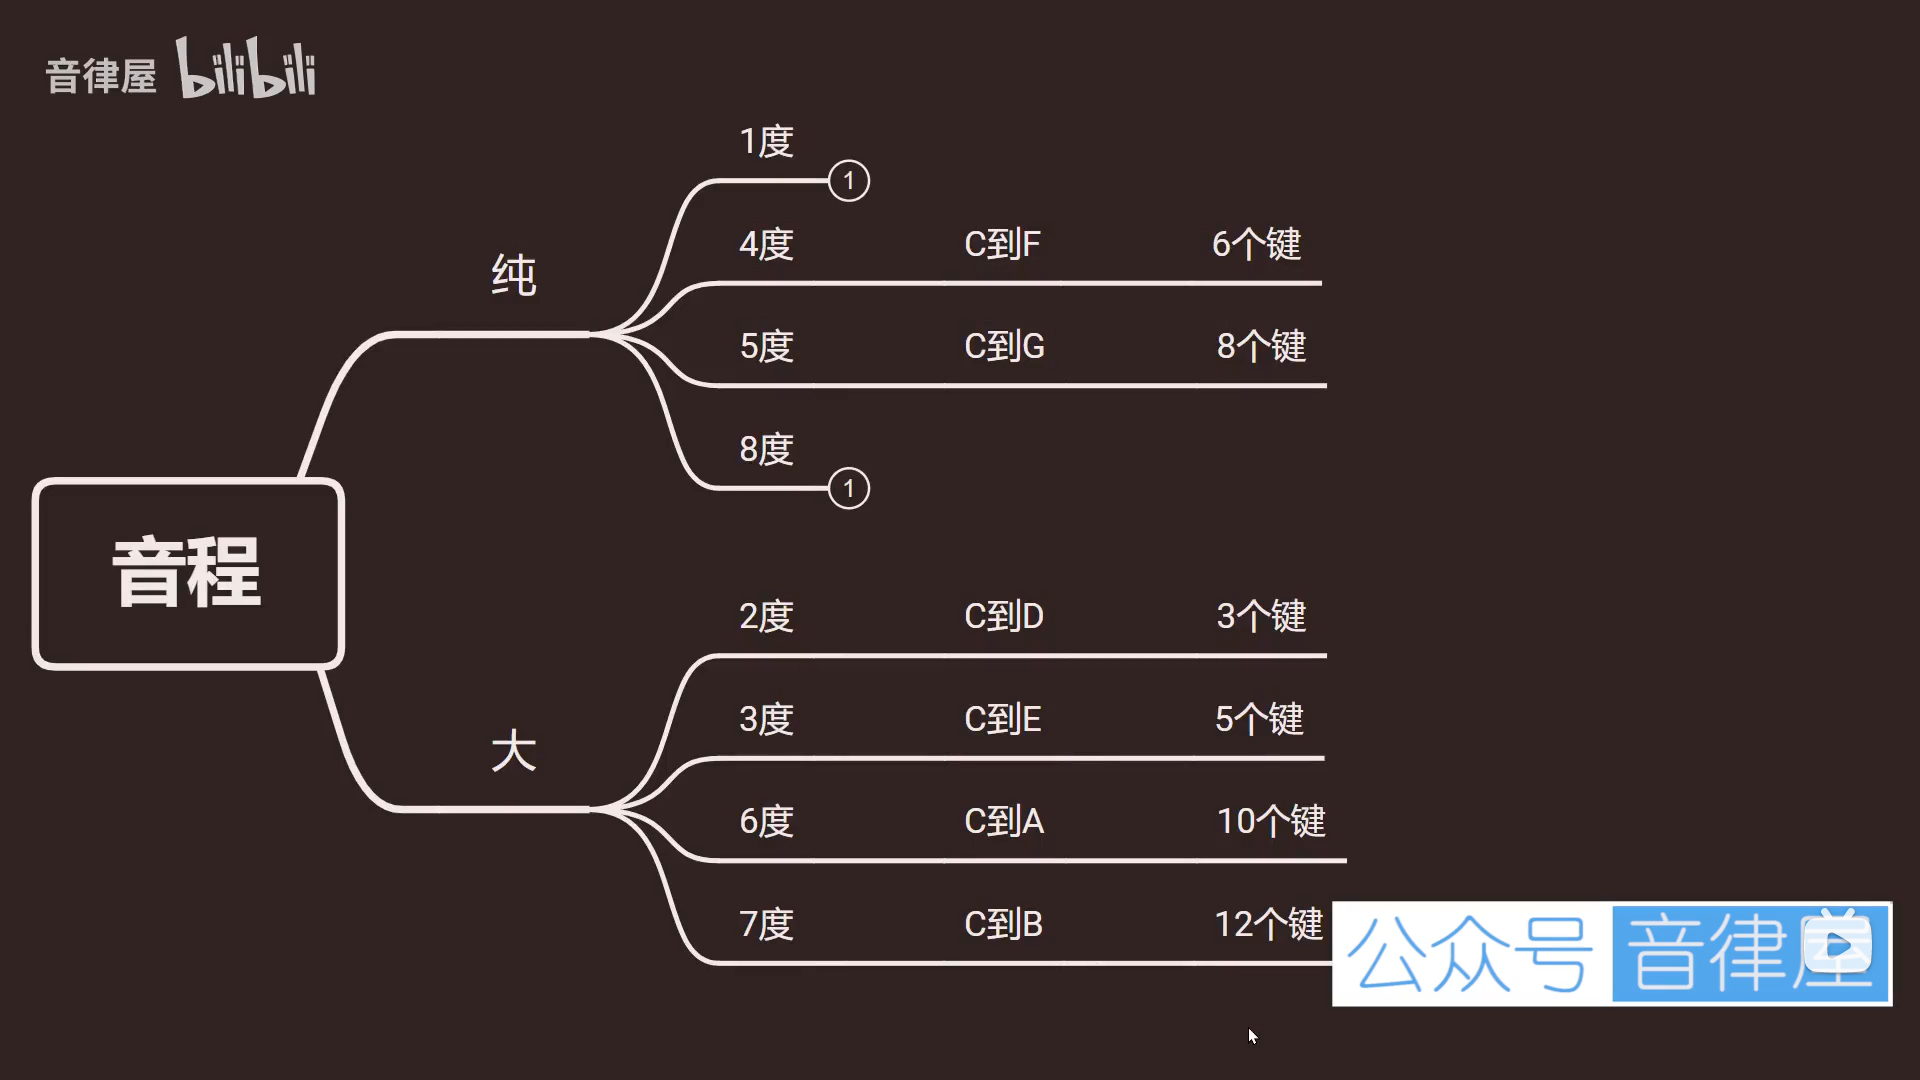 音律屋 bilibili
1度
1
4度 C到F 6个键
纯
5度 C到G 8个键
8度
1
音程
2度 C到D 3个键
3度 C到E 5个键
大
6度 C到A 10个键
7度 C到B 12个键
公众号 音律屋